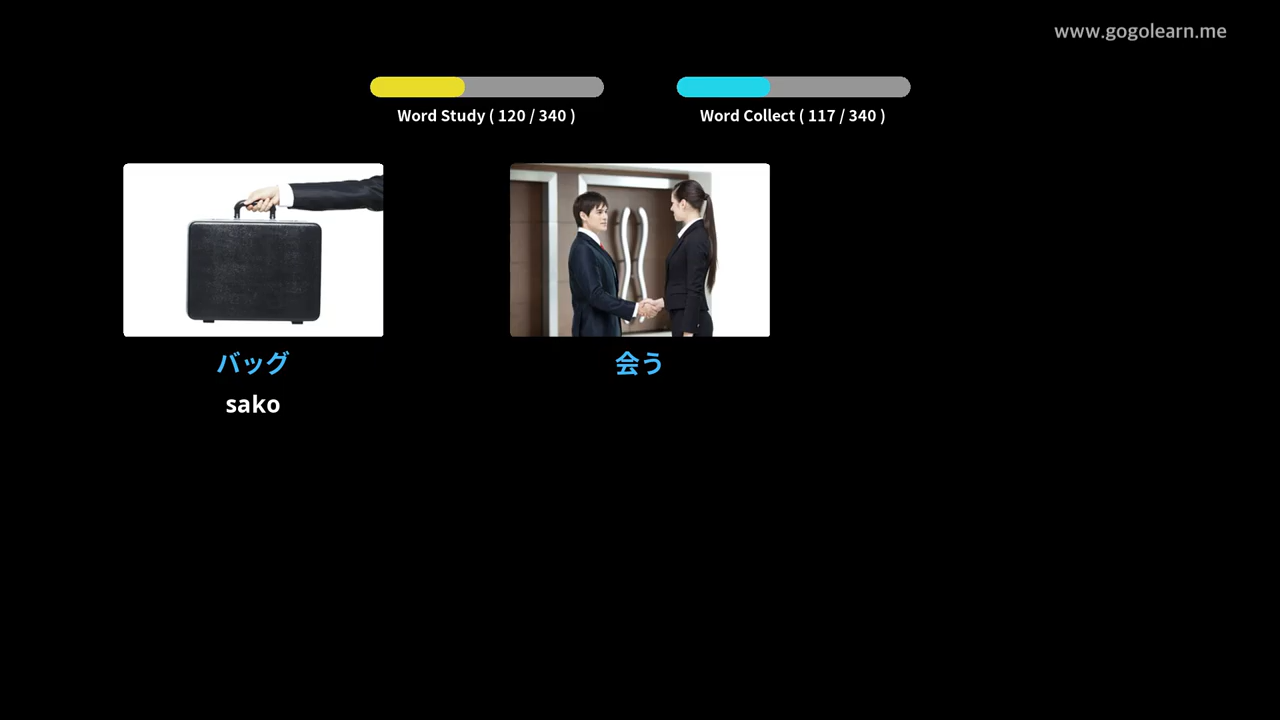 www.gogolearn.me
Word Study ( 120 / 340 )
Word Collect ( 117 / 340 )
バッグ
sako
会う